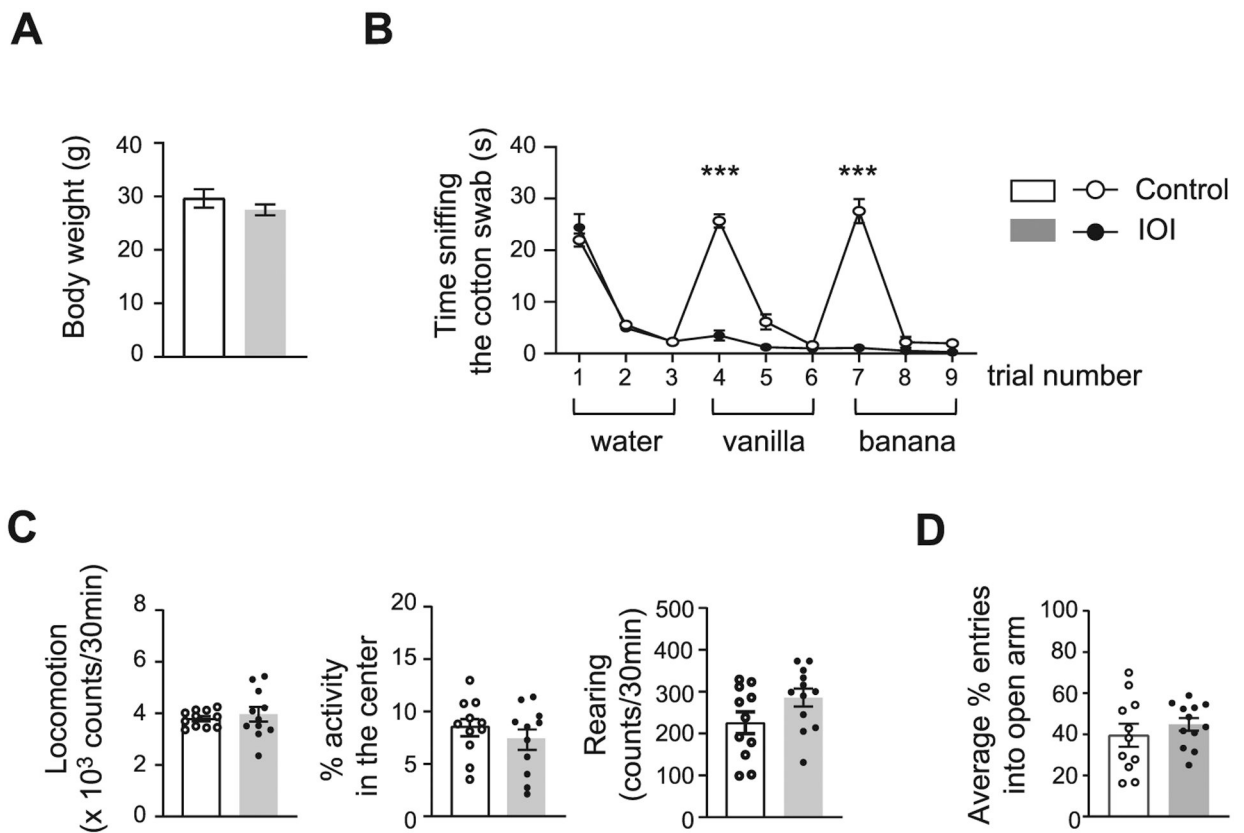 A
Body weight (g)
40
30
20
10
0
B
Time sniffing
the cotton swab (s)
40
30
20
10
0
*** ***
1 2 3 4 5 6 7 8 9 trial number
water vanilla banana
Control
IOI
C
Locomotion
(x 10³ counts/30min)
8
6
4
2
0
% activity
in the center
20
15
10
5
0
Rearing
(counts/30min)
500
400
300
200
100
0
D
Average % entries
into open arm
100
80
60
40
20
0